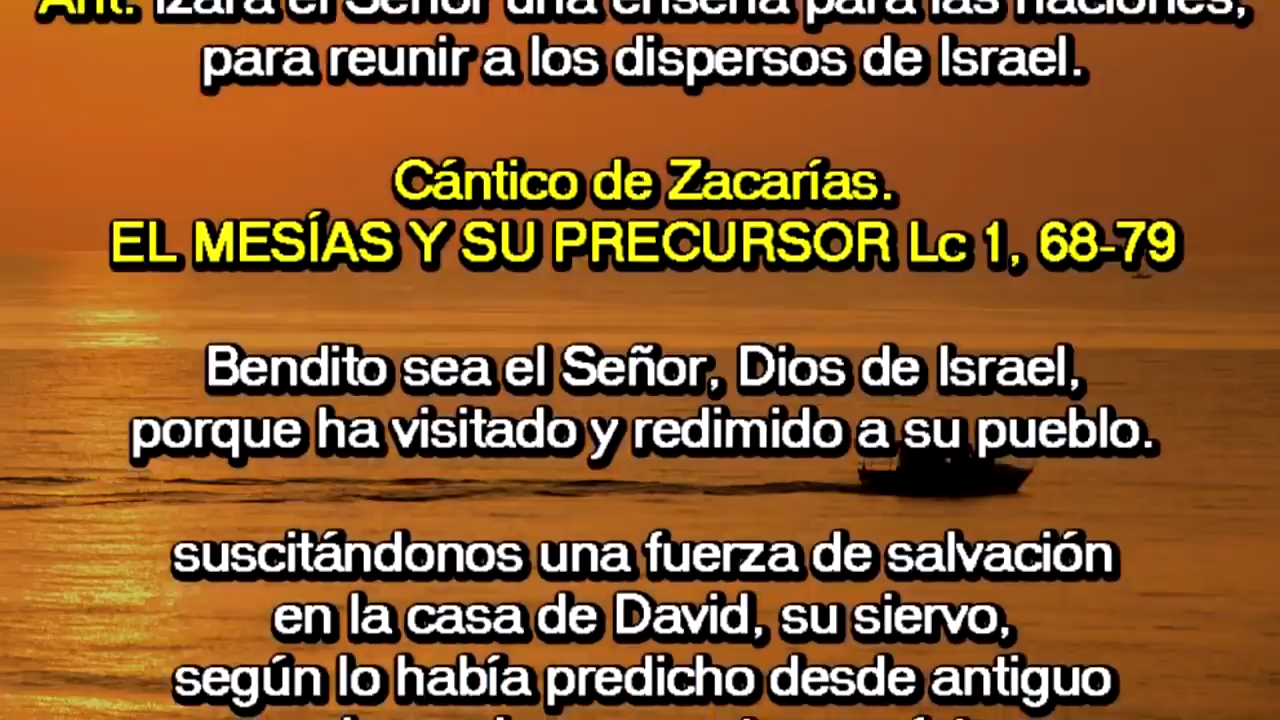 Ant. Izará el Señor una enseña para las naciones,
para reunir a los dispersos de Israel.
Cántico de Zacarías.
EL MESÍAS Y SU PRECURSOR Lc 1, 68-79
Bendito sea el Señor, Dios de Israel,
porque ha visitado y redimido a su pueblo.
suscitándonos una fuerza de salvación
en la casa de David, su siervo,
según lo había predicho desde antiguo